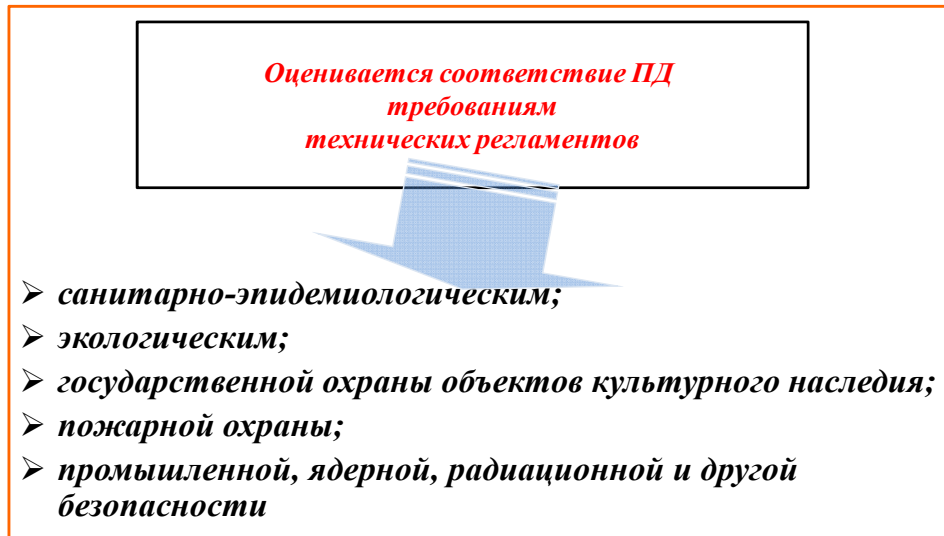 Оценивается соответствие ПД
требованиям
технических регламентов
➢ санитарно-эпидемиологическим;
➢ экологическим;
➢ государственной охраны объектов культурного наследия;
➢ пожарной охраны;
➢ промышленной, ядерной, радиационной и другой
безопасности